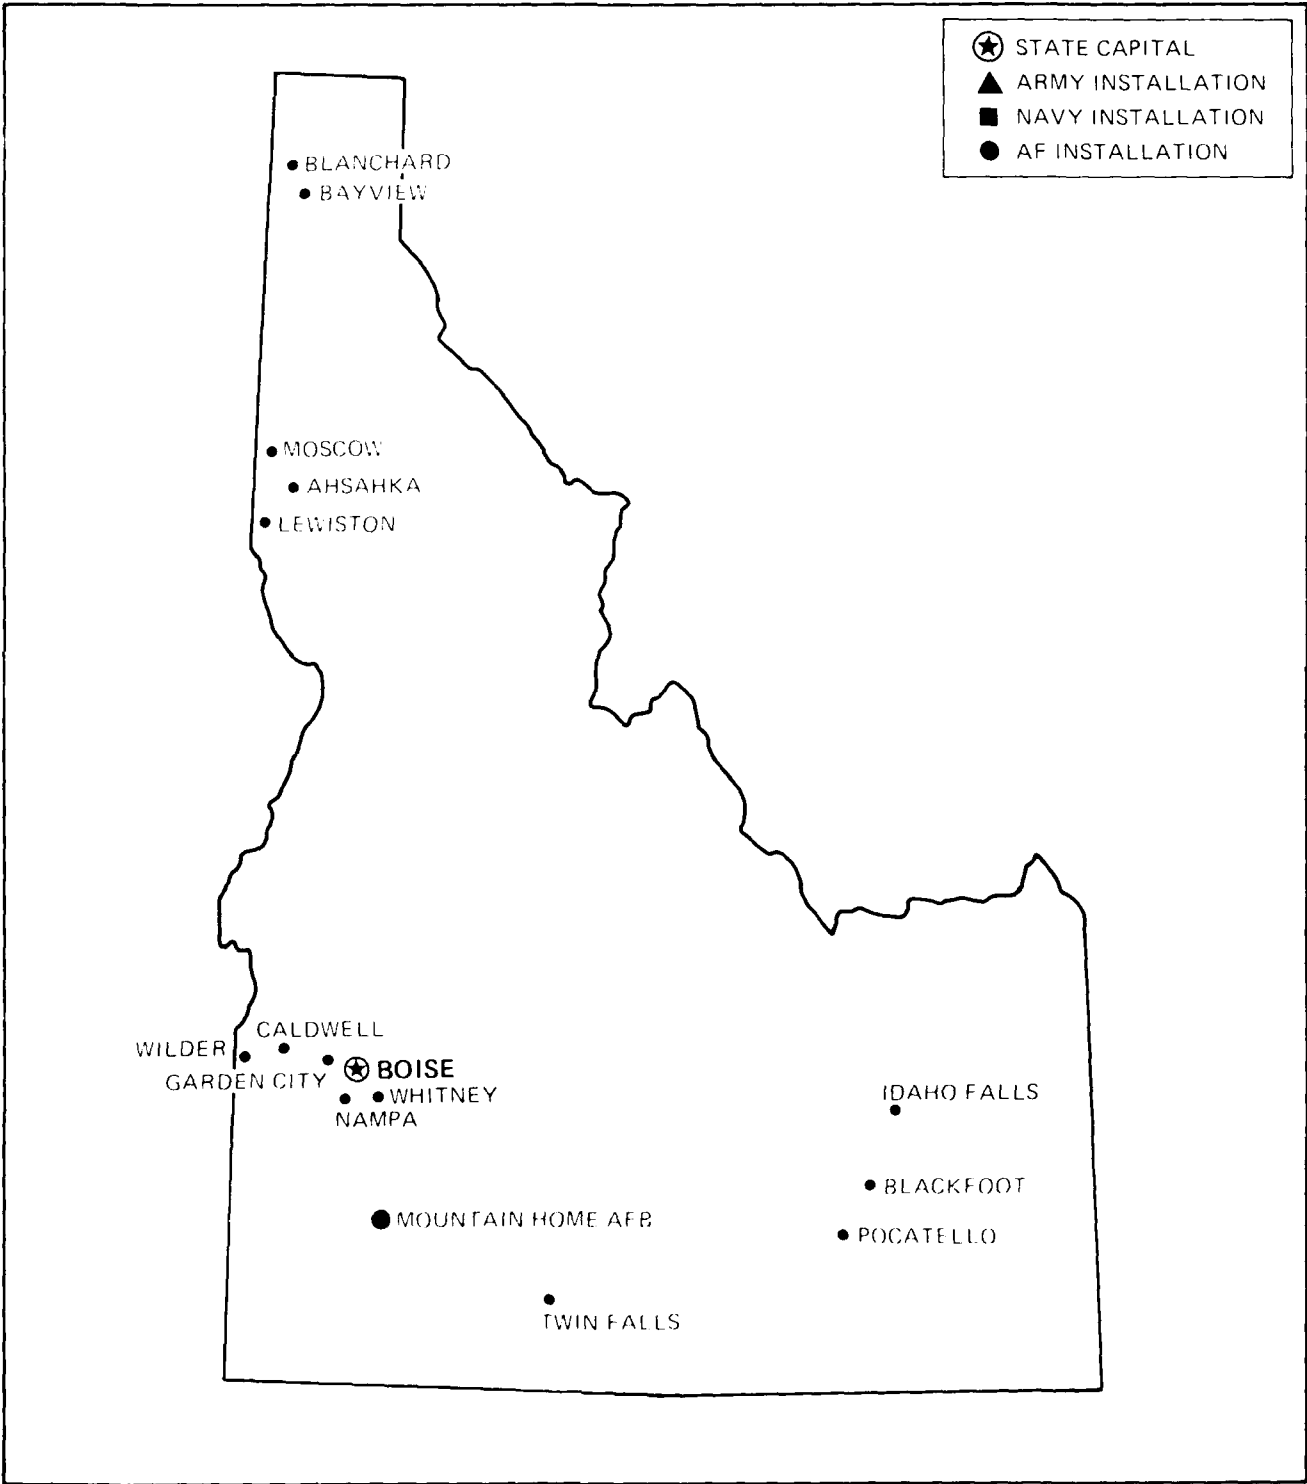 STATE CAPITAL
ARMY INSTALLATION
NAVY INSTALLATION
AF INSTALLATION
BLANCHARD
BAYVIEW
MOSCOW
AHSAHKA
LEWISTON
CALDWELL
WILDER
GARDEN CITY
BOISE
WHITNEY
NAMPA
IDAHO FALLS
BLACKFOOT
MOUNTAIN HOME AFB
POCATELLO
TWIN FALLS